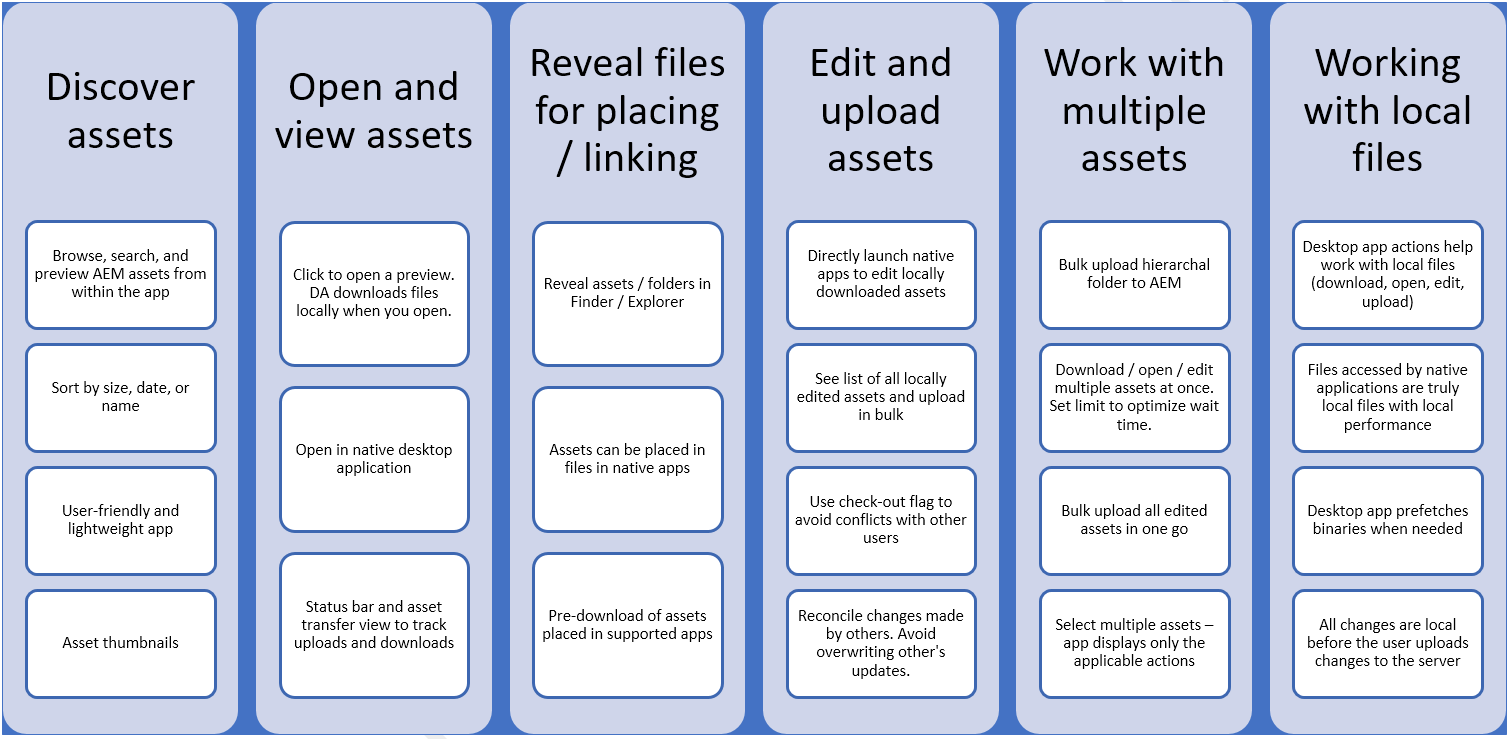 Discover
assets
Browse, search, and
preview AEM assets from
within the app
Sort by size, date, or
name
User-friendly and
lightweight app
Asset thumbnails
Open and
view assets
Click to open a preview.
DA downloads files
locally when you open.
Open in native desktop
application
Status bar and asset
transfer view to track
uploads and downloads
Reveal files
for placing
/ linking
Reveal assets / folders in
Finder / Explorer
Assets can be placed in
files in native apps
Pre-download of assets
placed in supported apps
Edit and
upload
assets
Directly launch native
apps to edit locally
downloaded assets
See list of all locally
edited assets and upload
in bulk
Use check-out flag to
avoid conflicts with other
users
Reconcile changes made
by others. Avoid
overwriting other's
updates.
Work with
multiple
assets
Bulk upload hierarchal
folder to AEM
Download / open / edit
multiple assets at once.
Set limit to optimize wait
time.
Bulk upload all edited
assets in one go
Select multiple assets –
app displays only the
applicable actions
Working
with local
files
Desktop app actions help
work with local files
(download, open, edit,
upload)
Files accessed by native
applications are truly
local files with local
performance
Desktop app prefetches
binaries when needed
All changes are local
before the user uploads
changes to the server